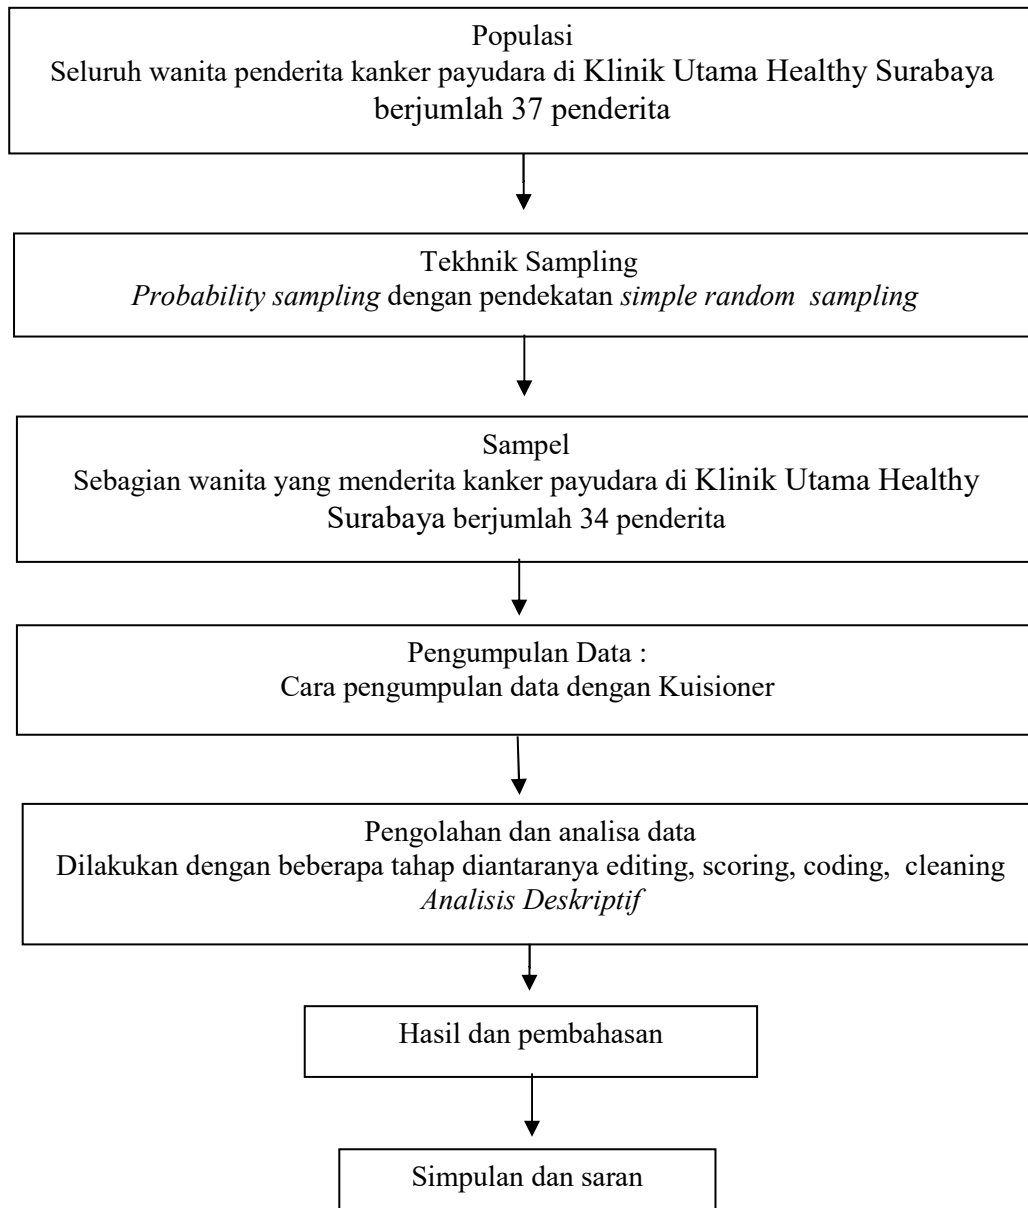 Populasi
Seluruh wanita penderita kanker payudara di Klinik Utama Healthy Surabaya
berjumlah 37 penderita
Tekhnik Sampling
Probability sampling dengan pendekatan simple random sampling
Sampel
Sebagian wanita yang menderita kanker payudara di Klinik Utama Healthy
Surabaya berjumlah 34 penderita
Pengumpulan Data :
Cara pengumpulan data dengan Kuisioner
Pengolahan dan analisa data
Dilakukan dengan beberapa tahap diantaranya editing, scoring, coding, cleaning
Analisis Deskriptif
Hasil dan pembahasan
Simpulan dan saran